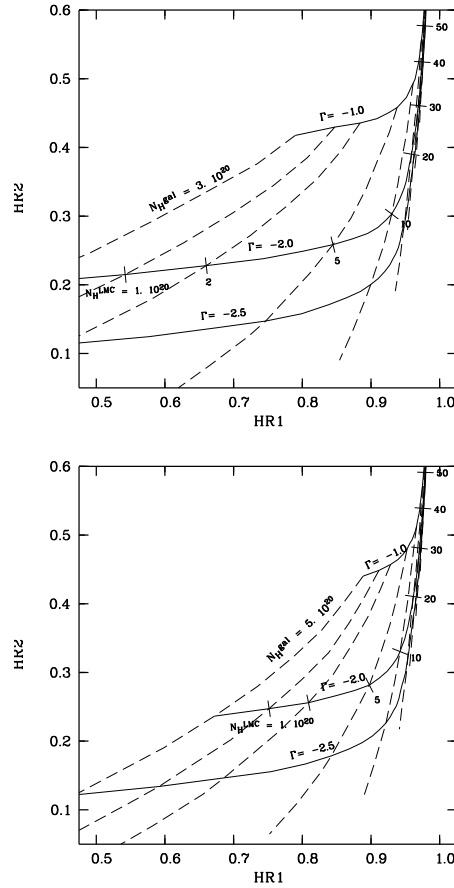 0.6
0.5
0.4
0.3
0.2
0.1
HR2
0.5 0.6 0.7 0.8 0.9 1.0
HR1
Γ = −1.0
N_H^gal = 3. 10^20
Γ = −2.0
N_H^LMC = 1. 10^20
Γ = −2.5
2
5
10
20
30
40
50
0.6
0.5
0.4
0.3
0.2
0.1
HR2
0.5 0.6 0.7 0.8 0.9 1.0
HR1
Γ = −1.0
N_H^gal = 5. 10^20
Γ = −2.0
N_H^LMC = 1. 10^20
Γ = −2.5
5
10
20
30
40
50